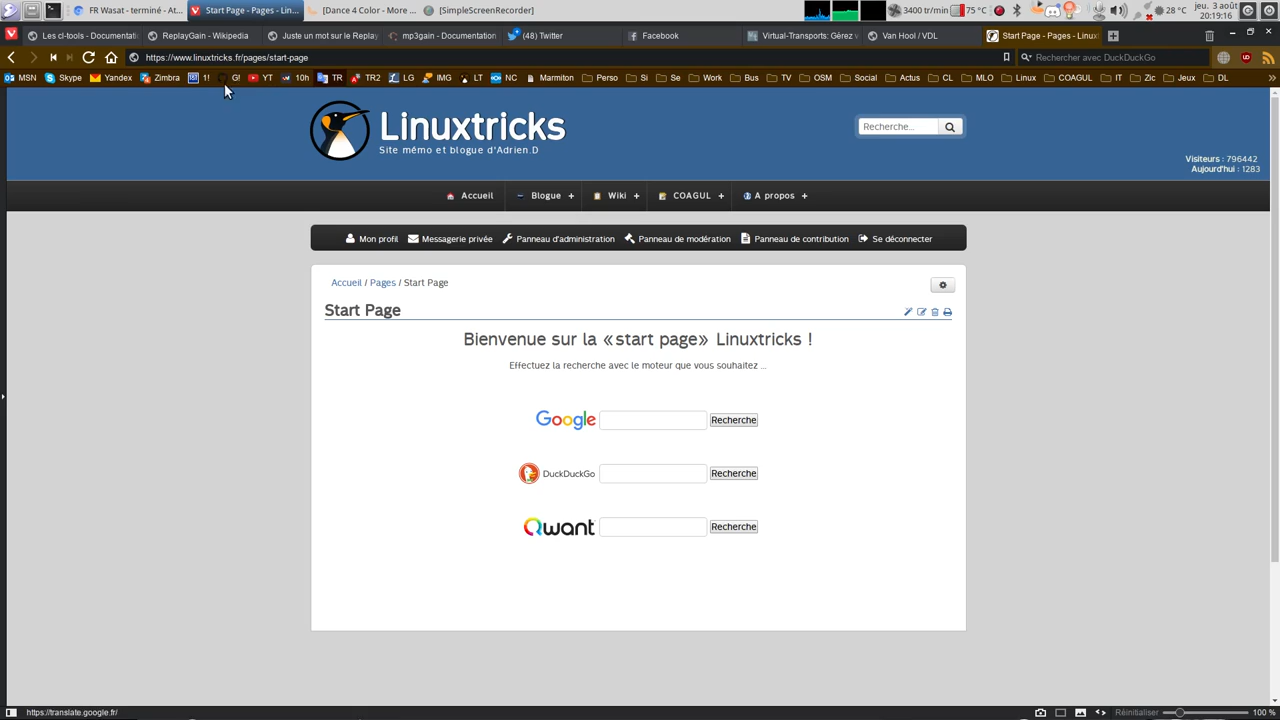 FR Wasat - terminé - At...
Start Page - Pages - Lin...
[Dance 4 Color - More ...
[SimpleScreenRecorder]
3400 tr/min
75 °C
28 °C
jeu. 3 août
20:19:16
Les cl-tools - Documentati
ReplayGain - Wikipedia
Juste un mot sur le Replay
mp3gain - Documentation
(48) Twitter
Facebook
Virtual-Transports: Gérez v
Van Hool / VDL
Start Page - Pages - Linux
https://www.linuxtricks.fr/pages/start-page
Rechercher avec DuckDuckGo
MSN Skype Yandex Zimbra 1! G! YT 10h TR TR2 LG IMG LT NC Marmiton Perso Si Se Work Bus TV OSM Social Actus CL MLO Linux COAGUL IT Zic Jeux DL »
Linuxtricks
Site mémo et blogue d'Adrien.D
Recherche...
Visiteurs : 796442
Aujourd'hui : 1283
Accueil Blogue + Wiki + COAGUL + A propos +
Mon profil Messagerie privée Panneau d'administration Panneau de modération Panneau de contribution Se déconnecter
Accueil / Pages / Start Page
Start Page
Bienvenue sur la «start page» Linuxtricks !
Effectuez la recherche avec le moteur que vous souhaitez ...
Google Recherche
DuckDuckGo Recherche
Qwant Recherche
https://translate.google.fr/
Réinitialiser
100 %